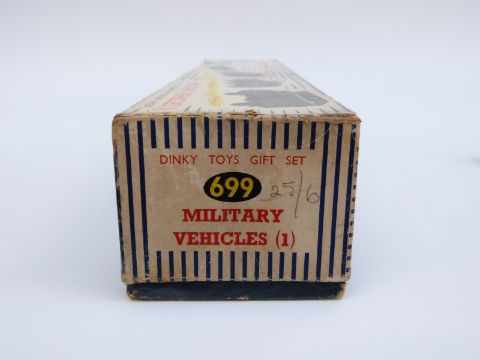 DINKY TOYS GIFT SET
699 25/6
MILITARY
VEHICLES (1)